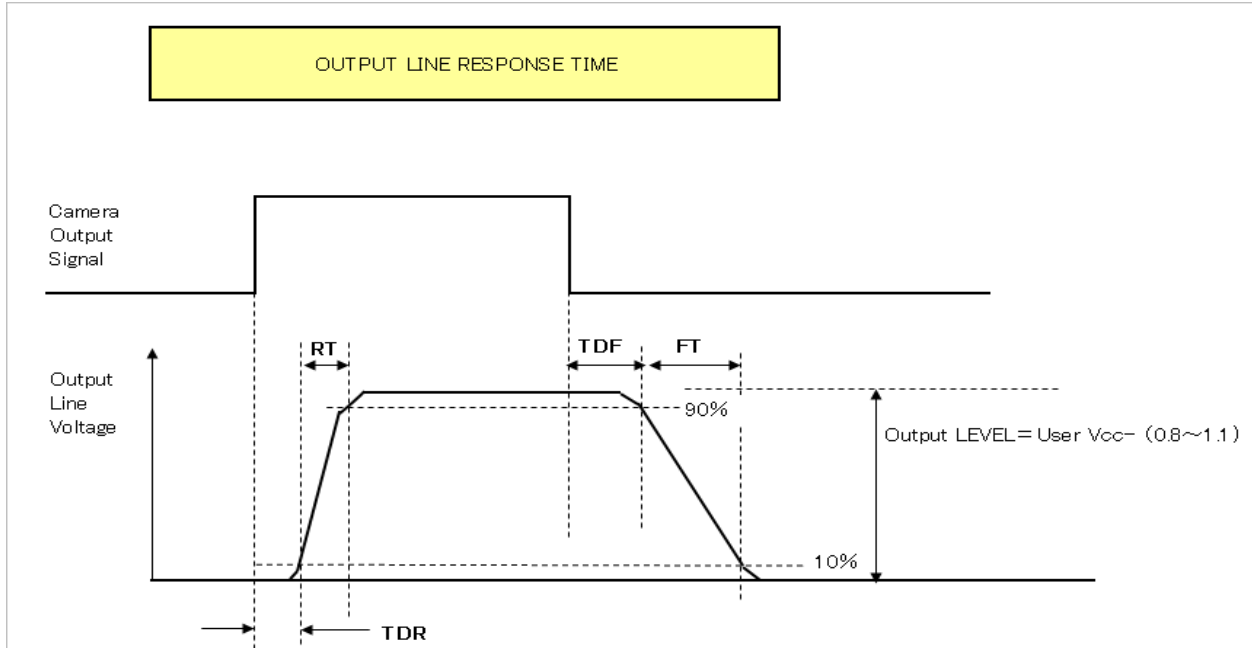 OUTPUT LINE RESPONSE TIME
Camera
Output
Signal
RT
TDF
FT
Output
Line
Voltage
90%
Output LEVEL=User Vcc-（0.8～1.1）
10%
TDR